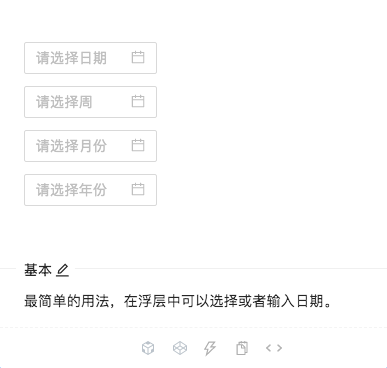 请选择日期
请选择周
请选择月份
请选择年份
基本
最简单的用法，在浮层中可以选择或者输入日期。